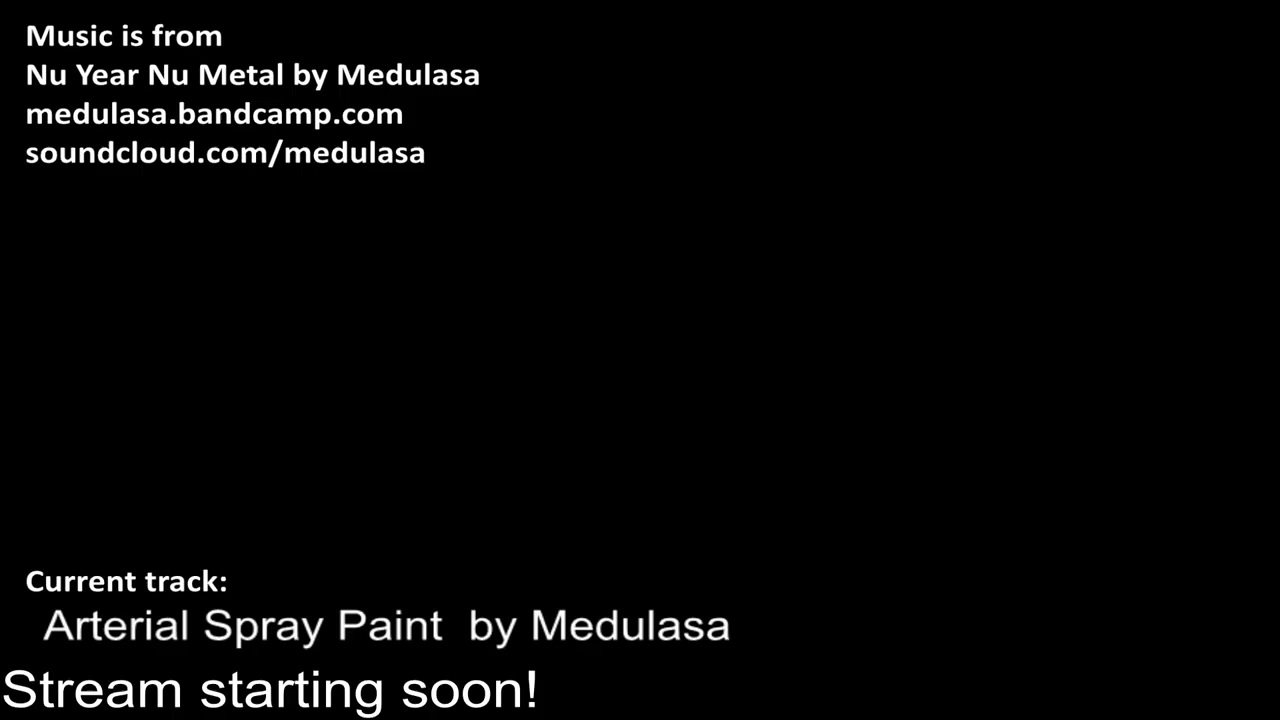 Music is from
Nu Year Nu Metal by Medulasa
medulasa.bandcamp.com
soundcloud.com/medulasa
Current track:
Arterial Spray Paint  by Medulasa
Stream starting soon!